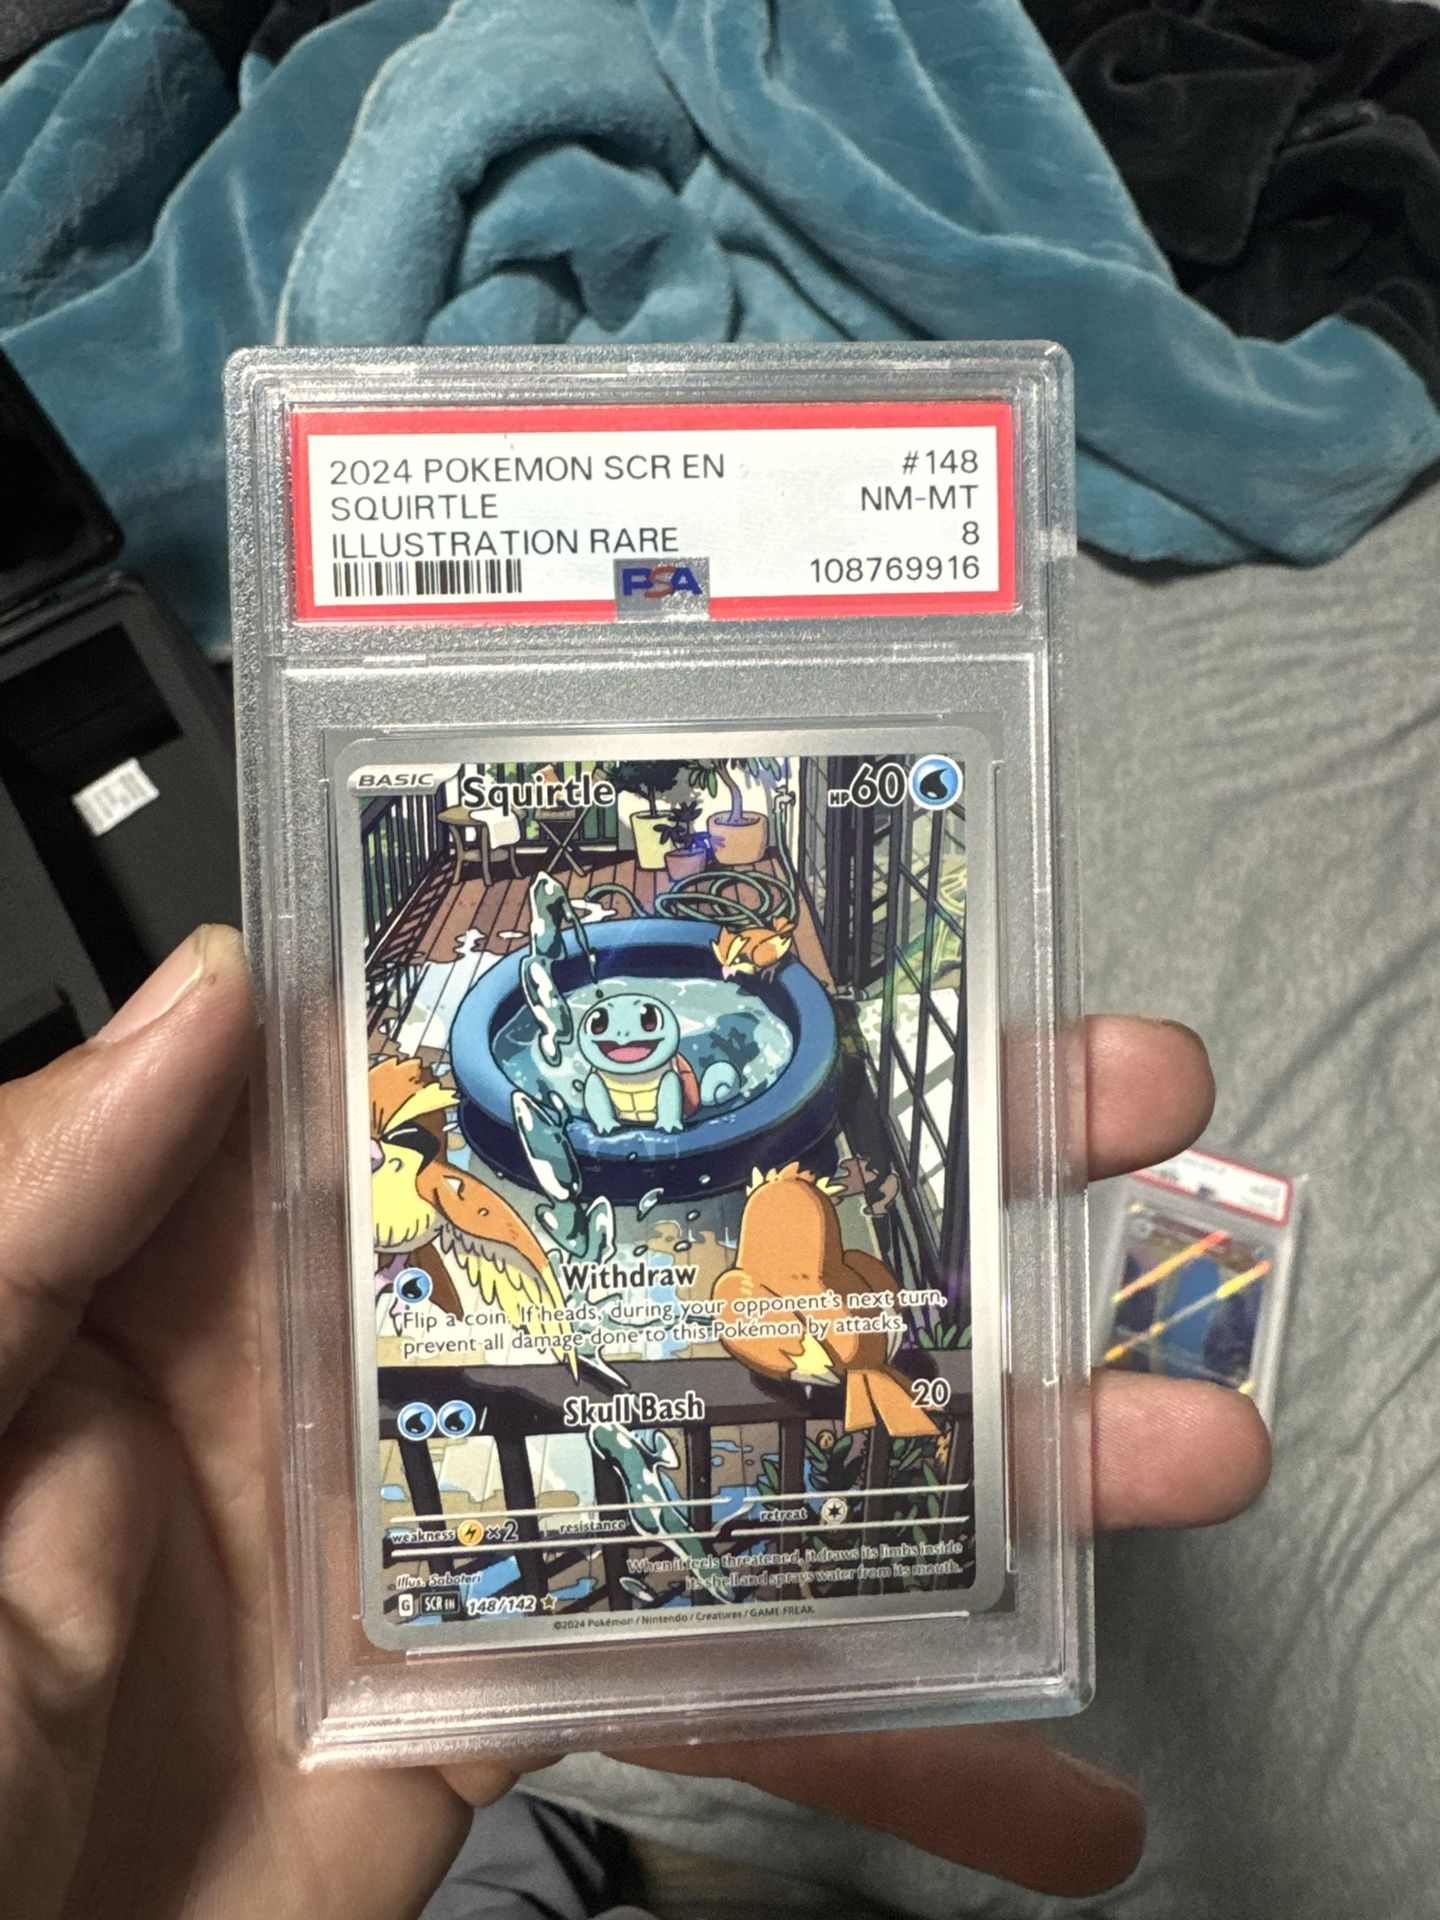 2024 POKEMON SCR EN #148
SQUIRTLE NM-MT
ILLUSTRATION RARE 8
PSA 108769916
BASIC Squirtle HP60
Withdraw
Flip a coin. If heads, during your opponent's next turn,
prevent all damage done to this Pokémon by attacks.
Skull Bash 20
weakness ×2 resistance retreat
When it feels threatened, it draws its limbs inside
its shell and sprays water from its mouth.
Illus. Saboteri
G SCR EN 148/142
©2024 Pokémon / Nintendo / Creatures / GAME FREAK